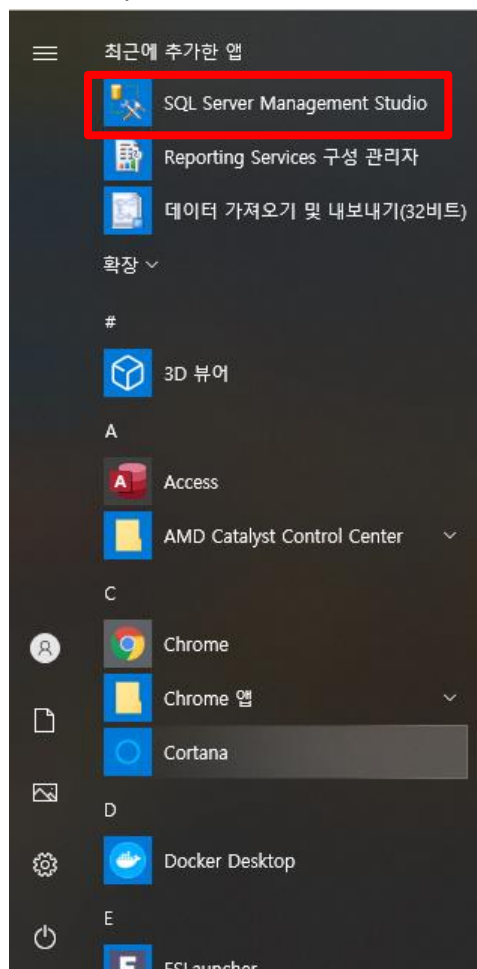 최근에 추가한 앱
SQL Server Management Studio
Reporting Services 구성 관리자
데이터 가져오기 및 내보내기(32비트)
확장
#
3D 뷰어
A
A
Access
AMD Catalyst Control Center
C
Chrome
Chrome 앱
Cortana
D
Docker Desktop
E